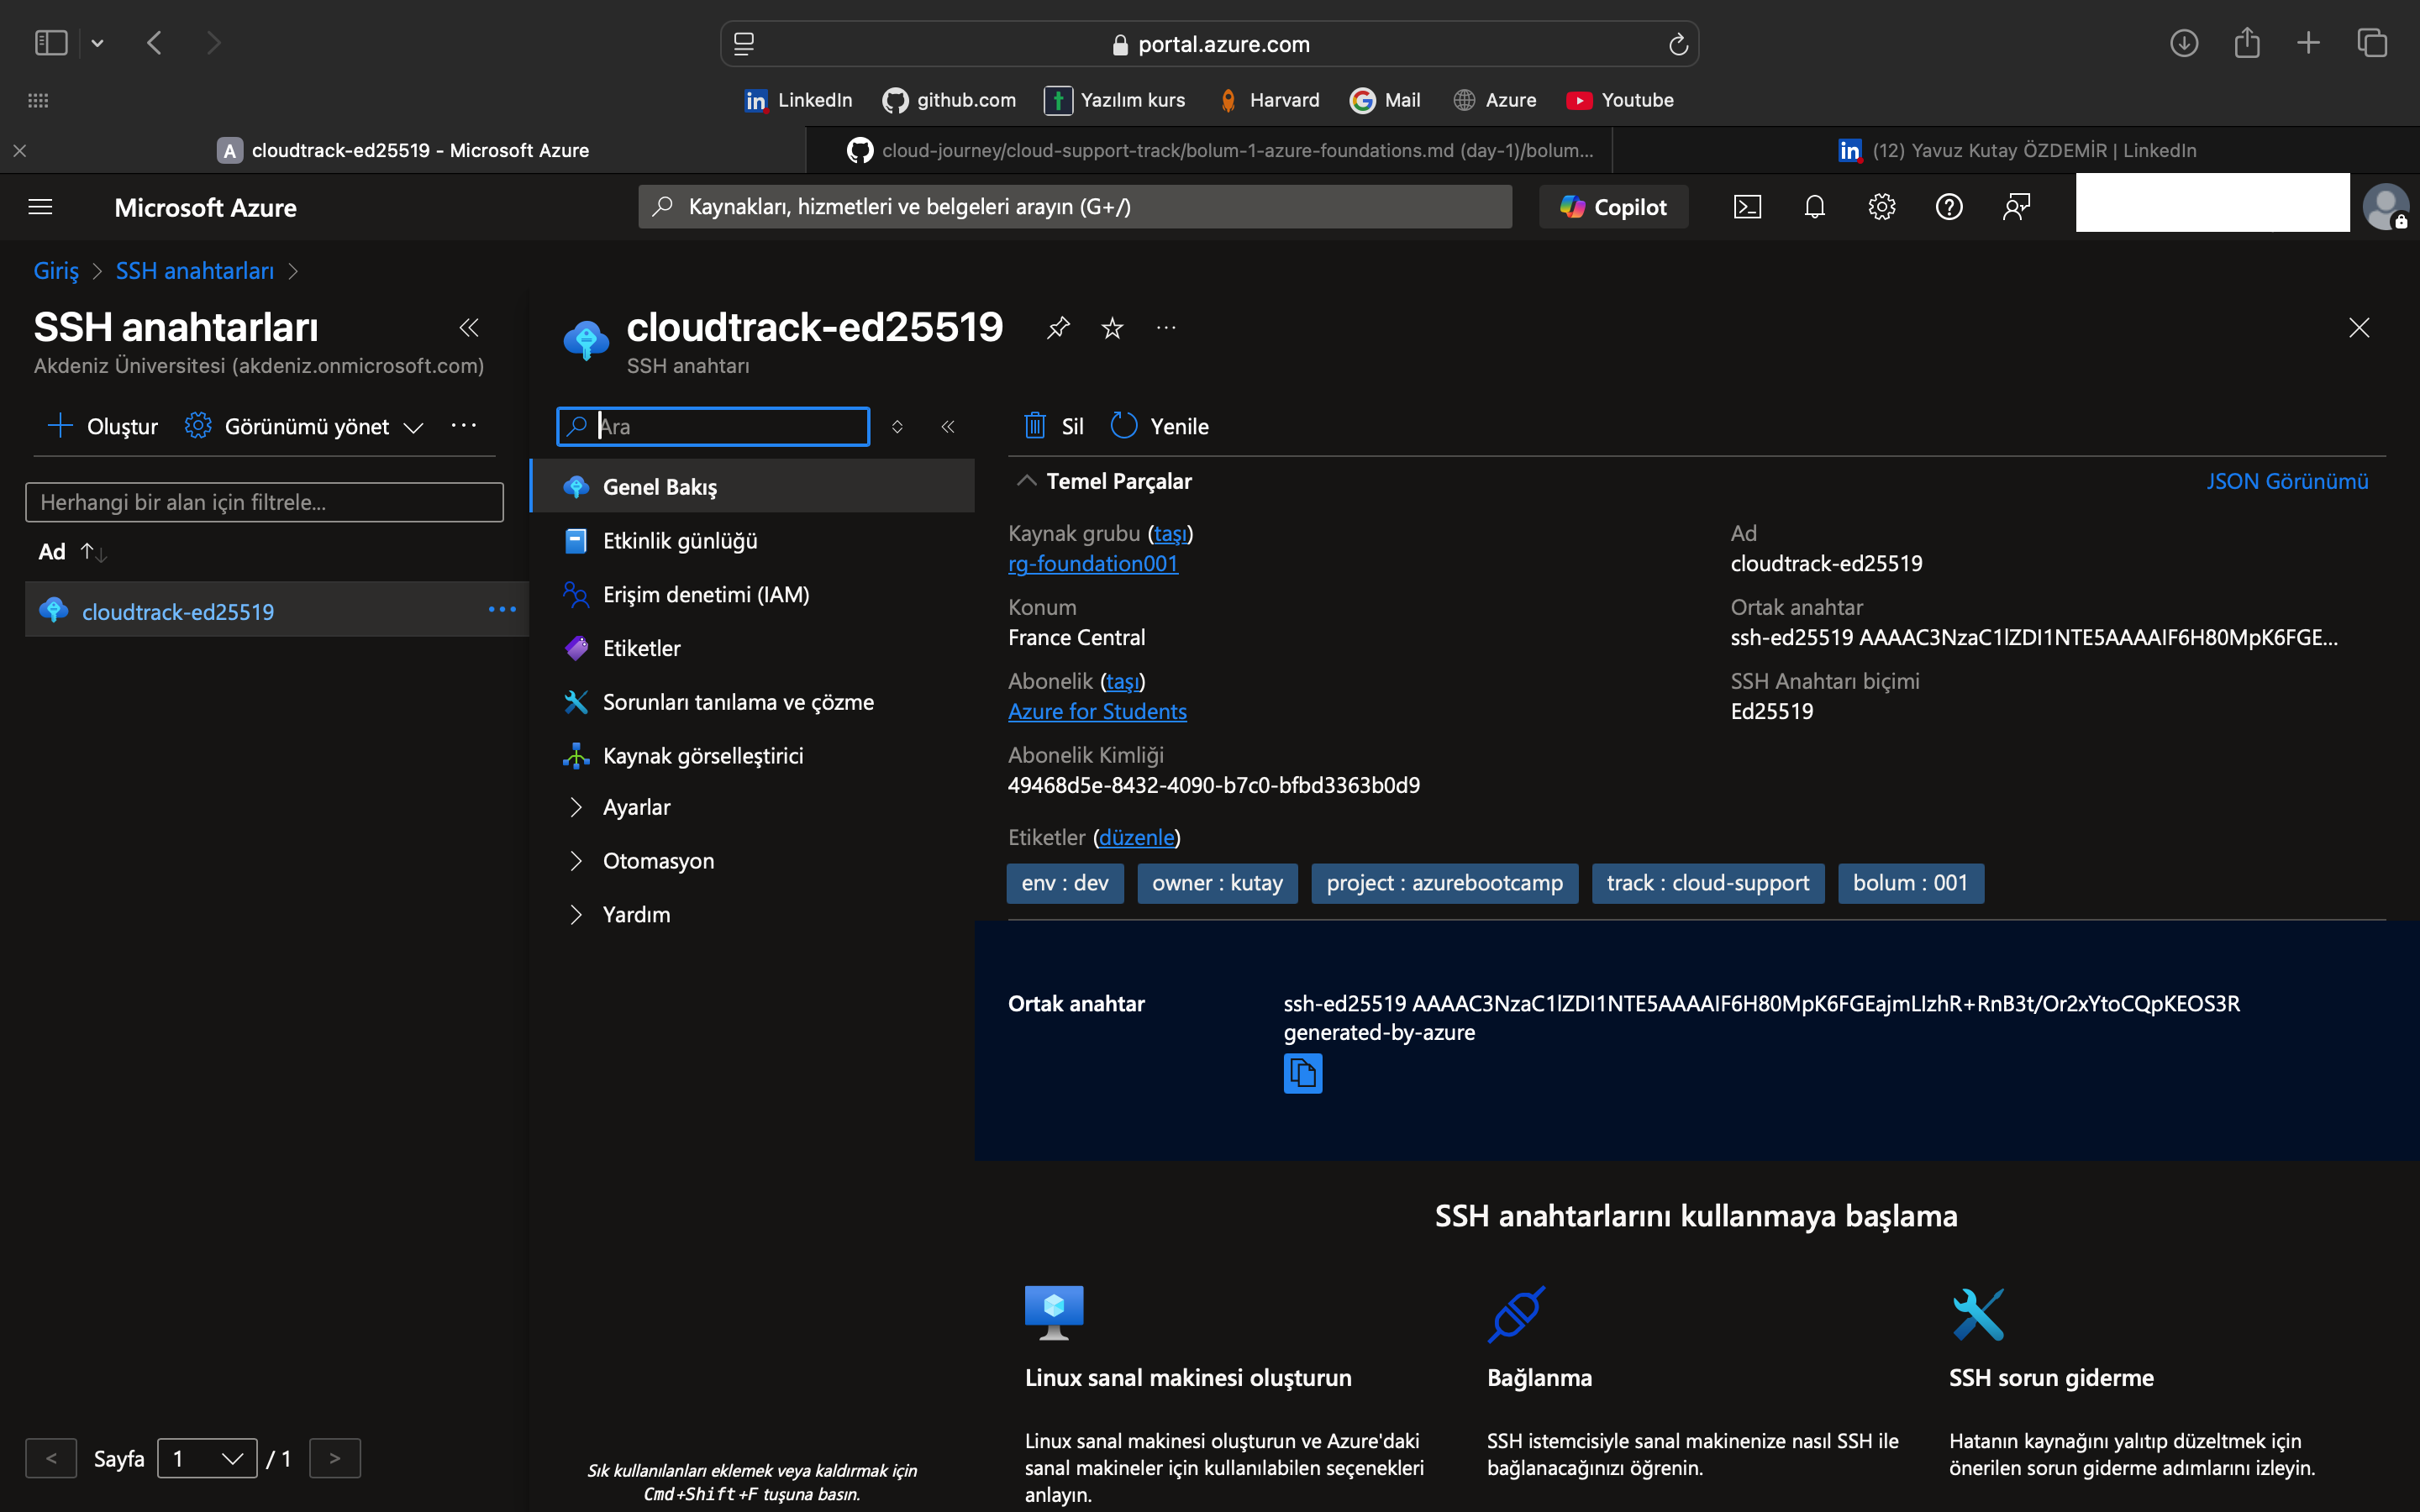 portal.azure.com
LinkedIn
github.com
Yazılım kurs
Harvard
Mail
Azure
Youtube
A cloudtrack-ed25519 - Microsoft Azure
cloud-journey/cloud-support-track/bolum-1-azure-foundations.md (day-1)/bolum...
(12) Yavuz Kutay ÖZDEMİR | LinkedIn
Microsoft Azure
Kaynakları, hizmetleri ve belgeleri arayın (G+/)
Copilot
Giriş > SSH anahtarları >
SSH anahtarları
Akdeniz Üniversitesi (akdeniz.onmicrosoft.com)
Oluştur
Görünümü yönet
Herhangi bir alan için filtrele...
Ad
cloudtrack-ed25519
< Sayfa 1 / 1 >
cloudtrack-ed25519
SSH anahtarı
Ara
Genel Bakış
Etkinlik günlüğü
Erişim denetimi (IAM)
Etiketler
Sorunları tanılama ve çözme
Kaynak görselleştirici
Ayarlar
Otomasyon
Yardım
Sık kullanılanları eklemek veya kaldırmak için
Cmd+Shift+F tuşuna basın.
Sil
Yenile
Temel Parçalar
JSON Görünümü
Kaynak grubu (taşı)
rg-foundation001
Konum
France Central
Abonelik (taşı)
Azure for Students
Abonelik Kimliği
49468d5e-8432-4090-b7c0-bfbd3363b0d9
Ad
cloudtrack-ed25519
Ortak anahtar
ssh-ed25519 AAAAC3NzaC1lZDI1NTE5AAAAIF6H80MpK6FGE...
SSH Anahtarı biçimi
Ed25519
Etiketler (düzenle)
env : dev
owner : kutay
project : azurebootcamp
track : cloud-support
bolum : 001
Ortak anahtar
ssh-ed25519 AAAAC3NzaC1lZDI1NTE5AAAAIF6H80MpK6FGEajmLIzhR+RnB3t/Or2xYtoCQpKEOS3R
generated-by-azure
SSH anahtarlarını kullanmaya başlama
Linux sanal makinesi oluşturun
Linux sanal makinesi oluşturun ve Azure'daki
sanal makineler için kullanılabilen seçenekleri
anlayın.
Bağlanma
SSH istemcisiyle sanal makinenize nasıl SSH ile
bağlanacağınızı öğrenin.
SSH sorun giderme
Hatanın kaynağını yalıtıp düzeltmek için
önerilen sorun giderme adımlarını izleyin.